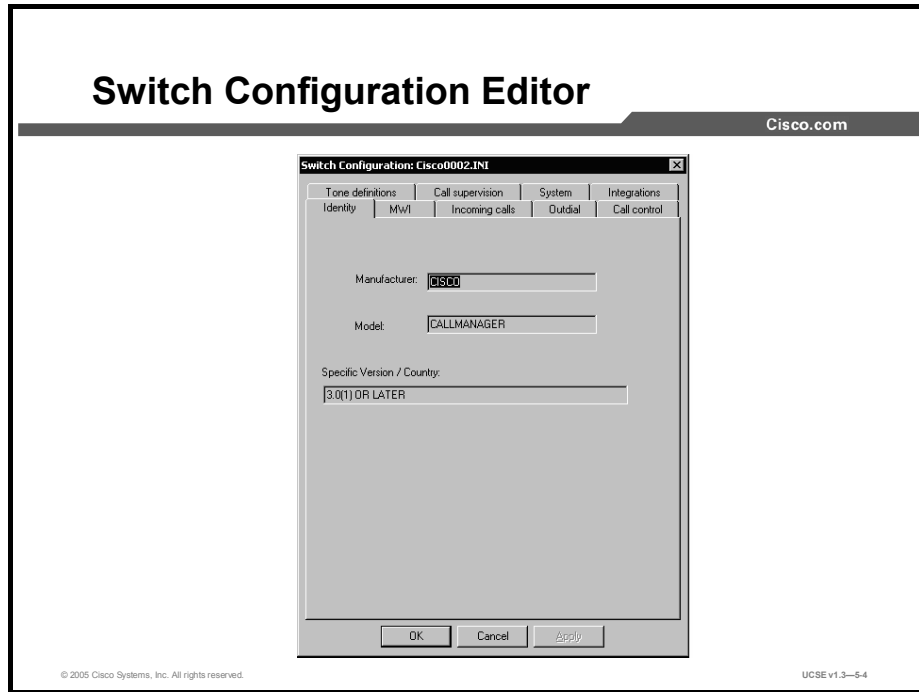 Switch Configuration Editor
Cisco.com
Switch Configuration: Cisco0002.INI
Tone definitions Call supervision System Integrations
Identity MWI Incoming calls Outdial Call control
Manufacturer: CISCO
Model: CALLMANAGER
Specific Version / Country:
3.0(1) OR LATER
OK Cancel Apply
© 2005 Cisco Systems, Inc. All rights reserved. UCSE v1.3—5-4